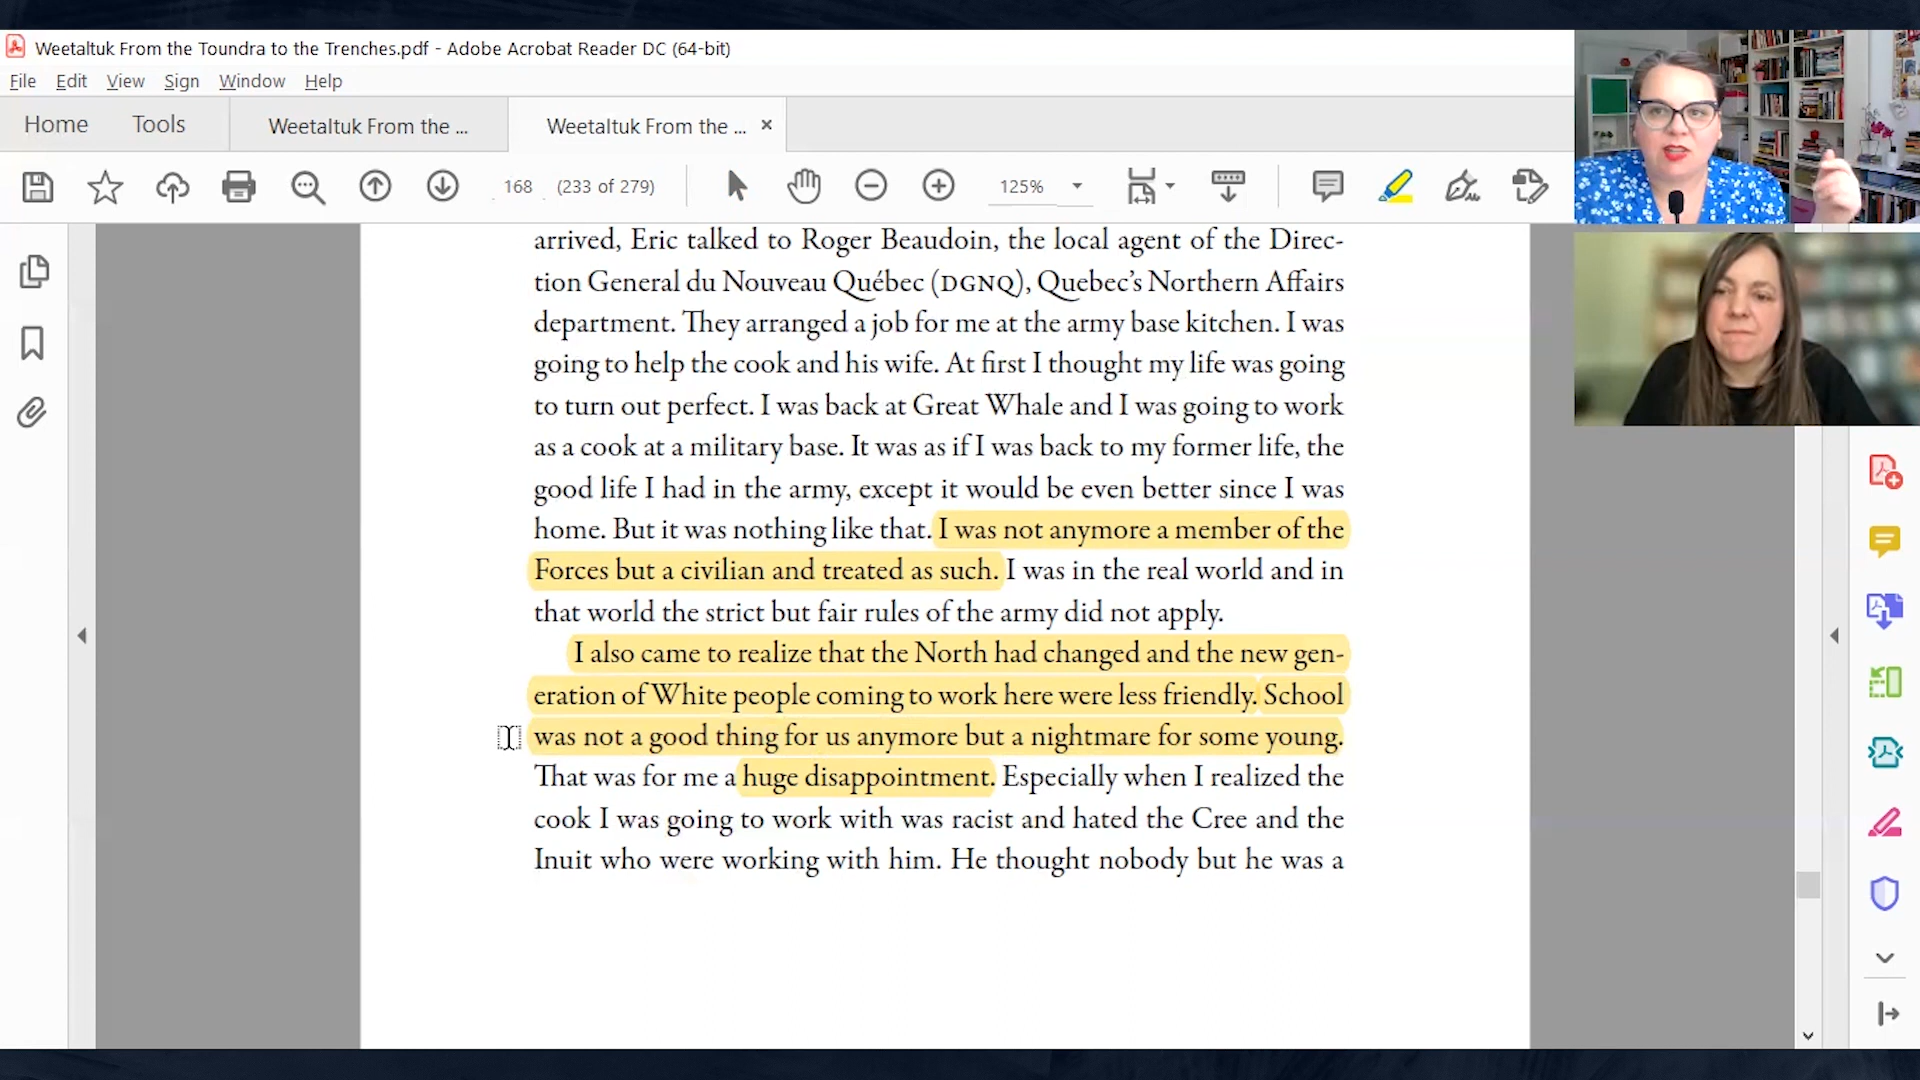 Weetaltuk From the Toundra to the Trenches.pdf - Adobe Acrobat Reader DC (64-bit)
File Edit View Sign Window Help
Home Tools Weetaltuk From the ... Weetaltuk From the ... ×
168 (233 of 279) 125%
arrived, Eric talked to Roger Beaudoin, the local agent of the Direc-
tion General du Nouveau Québec (DGNQ), Quebec’s Northern Affairs
department. They arranged a job for me at the army base kitchen. I was
going to help the cook and his wife. At first I thought my life was going
to turn out perfect. I was back at Great Whale and I was going to work
as a cook at a military base. It was as if I was back to my former life, the
good life I had in the army, except it would be even better since I was
home. But it was nothing like that. I was not anymore a member of the
Forces but a civilian and treated as such. I was in the real world and in
that world the strict but fair rules of the army did not apply.
I also came to realize that the North had changed and the new gen-
eration of White people coming to work here were less friendly. School
was not a good thing for us anymore but a nightmare for some young.
That was for me a huge disappointment. Especially when I realized the
cook I was going to work with was racist and hated the Cree and the
Inuit who were working with him. He thought nobody but he was a